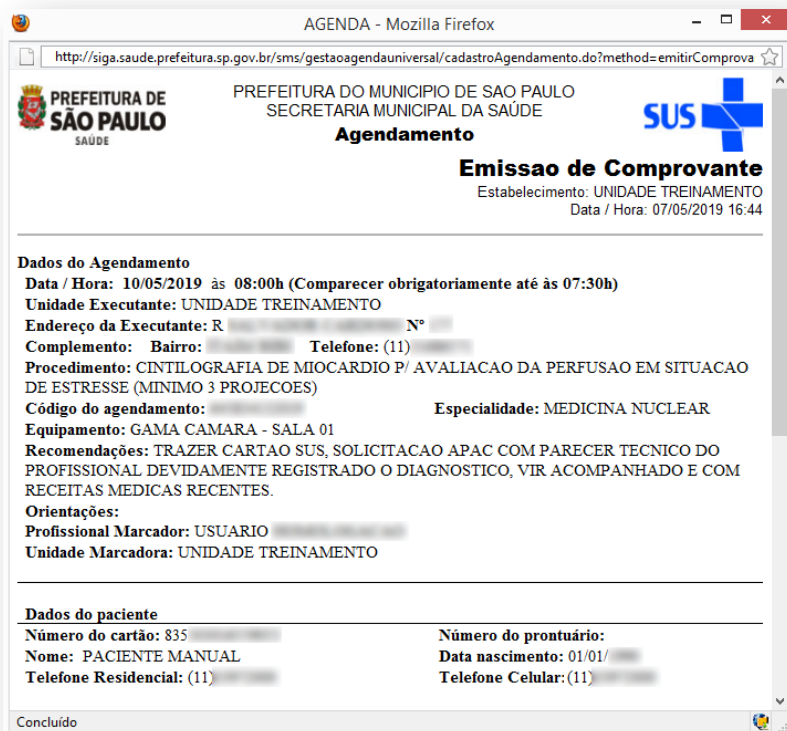 AGENDA - Mozilla Firefox
http://siga.saude.prefeitura.sp.gov.br/sms/gestaoagendauniversal/cadastroAgendamento.do?method=emitirComprova
PREFEITURA DE
SÃO PAULO
SAÚDE
PREFEITURA DO MUNICIPIO DE SAO PAULO
SECRETARIA MUNICIPAL DA SAÚDE
Agendamento
SUS
Emissao de Comprovante
Estabelecimento: UNIDADE TREINAMENTO
Data / Hora: 07/05/2019 16:44
Dados do Agendamento
Data / Hora: 10/05/2019 às 08:00h (Comparecer obrigatoriamente até às 07:30h)
Unidade Executante: UNIDADE TREINAMENTO
Endereço da Executante: R Nº
Complemento: Bairro: Telefone: (11)
Procedimento: CINTILOGRAFIA DE MIOCARDIO P/ AVALIACAO DA PERFUSAO EM SITUACAO
DE ESTRESSE (MINIMO 3 PROJECOES)
Código do agendamento: Especialidade: MEDICINA NUCLEAR
Equipamento: GAMA CAMARA - SALA 01
Recomendações: TRAZER CARTAO SUS, SOLICITACAO APAC COM PARECER TECNICO DO
PROFISSIONAL DEVIDAMENTE REGISTRADO O DIAGNOSTICO, VIR ACOMPANHADO E COM
RECEITAS MEDICAS RECENTES.
Orientações:
Profissional Marcador: USUARIO
Unidade Marcadora: UNIDADE TREINAMENTO
Dados do paciente
Número do cartão: 835 Número do prontuário:
Nome: PACIENTE MANUAL Data nascimento: 01/01/
Telefone Residencial: (11) Telefone Celular: (11)
Concluído